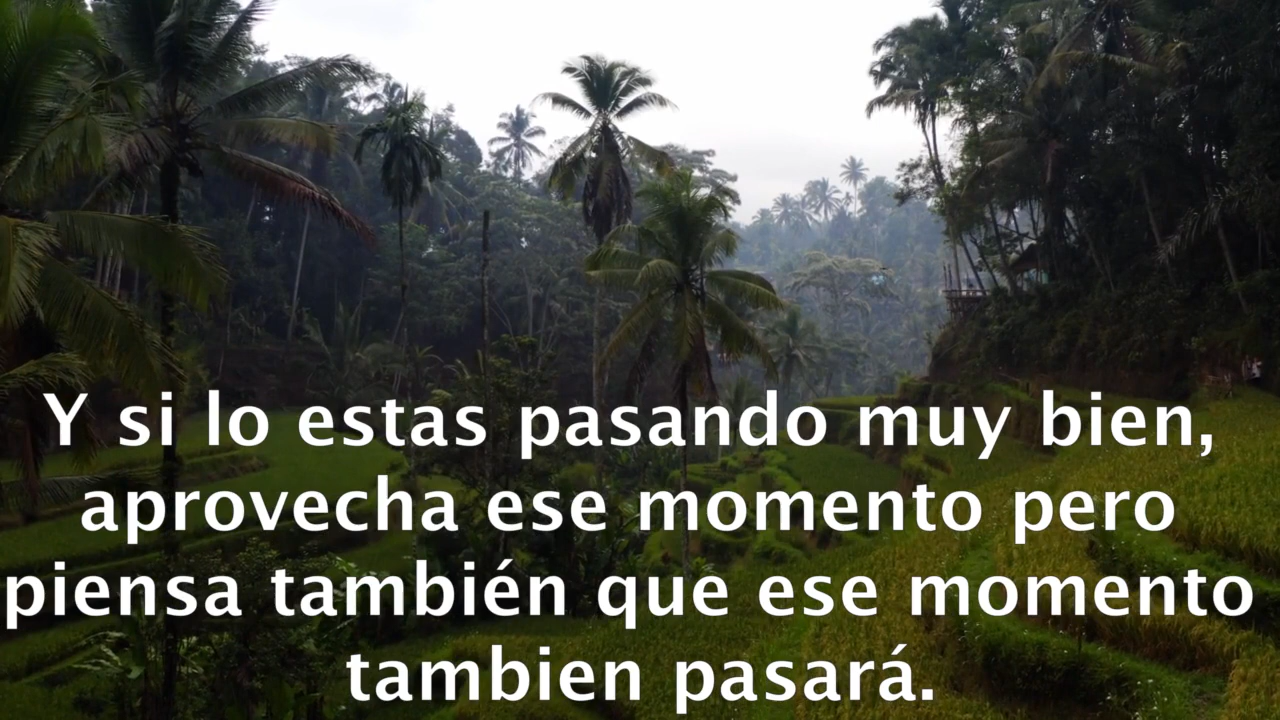 Y si lo estas pasando muy bien,
aprovecha ese momento pero
piensa también que ese momento
tambien pasará.